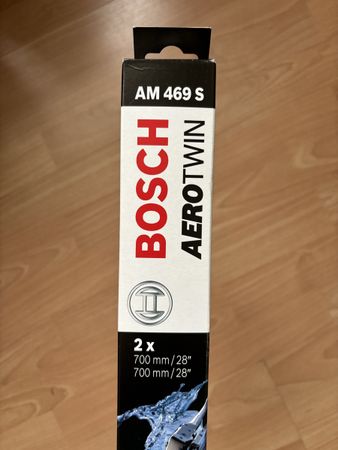 AM 469 S
BOSCH
AEROTWIN
2 x
700 mm / 28"
700 mm / 28"